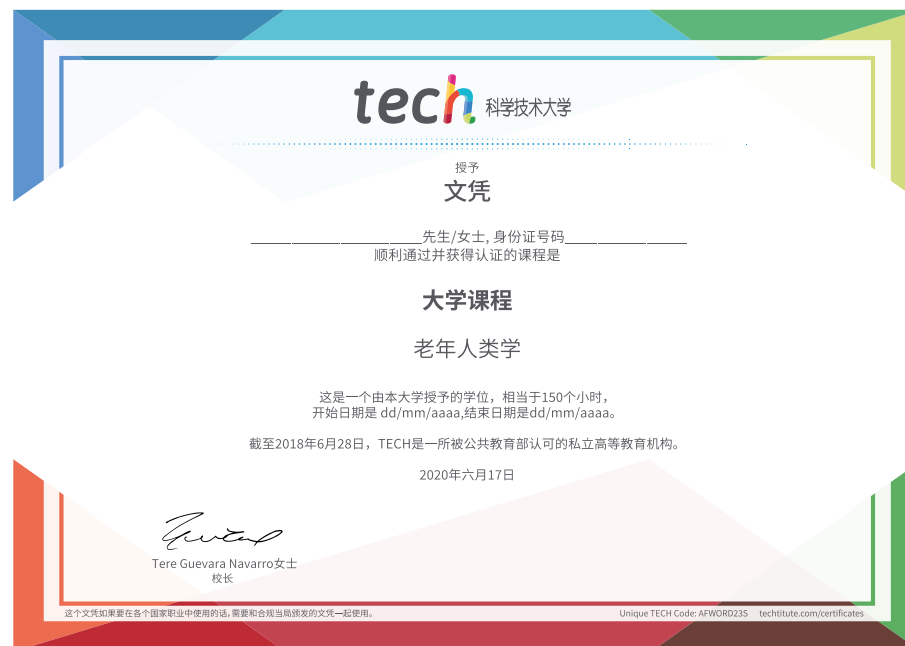 tech 科学技术大学
授予
文凭
______________________先生/女士, 身份证号码________________
顺利通过并获得认证的课程是
大学课程
老年人类学
这是一个由本大学授予的学位，相当于150个小时，
开始日期是 dd/mm/aaaa,结束日期是dd/mm/aaaa。
截至2018年6月28日，TECH是一所被公共教育部认可的私立高等教育机构。
2020年六月17日
Tere Guevara Navarro女士
校长
这个文凭如果要在各个国家职业中使用的话,需要和合规当局颁发的文凭一起使用。
Unique TECH Code: AFWORD23S techtitute.com/certificates